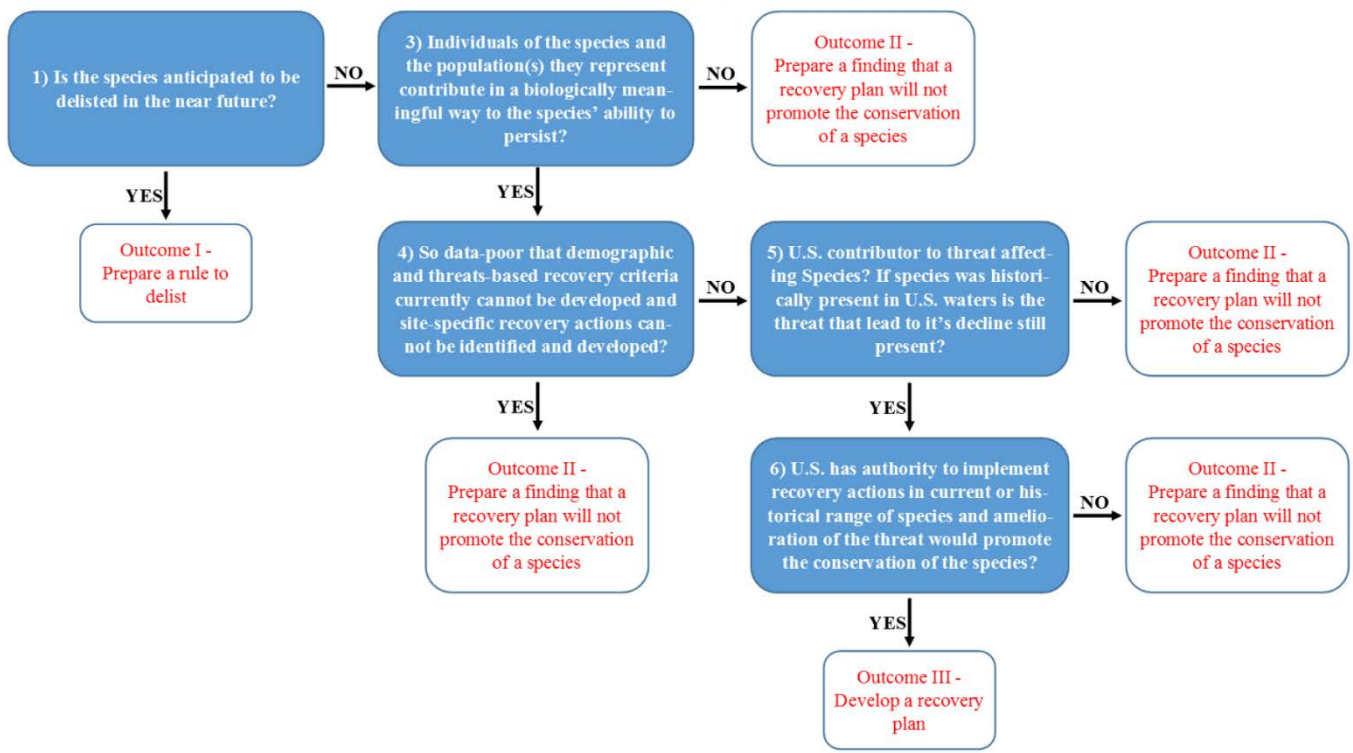 1) Is the species anticipated to be
delisted in the near future?
NO
3) Individuals of the species and
the population(s) they represent
contribute in a biologically mean-
ingful way to the species’ ability to
persist?
NO
Outcome II -
Prepare a finding that a
recovery plan will not
promote the conservation
of a species
YES
Outcome I -
Prepare a rule to
delist
YES
4) So data-poor that demographic
and threats-based recovery criteria
currently cannot be developed and
site-specific recovery actions can-
not be identified and developed?
NO
5) U.S. contributor to threat affect-
ing Species? If species was histori-
cally present in U.S. waters is the
threat that lead to it’s decline still
present?
NO
Outcome II -
Prepare a finding that a
recovery plan will not
promote the conservation
of a species
YES
Outcome II -
Prepare a finding that a
recovery plan will not
promote the conservation
of a species
YES
6) U.S. has authority to implement
recovery actions in current or his-
torical range of species and amelio-
ration of the threat would promote
the conservation of the species?
NO
Outcome II -
Prepare a finding that a
recovery plan will not
promote the conservation
of a species
YES
Outcome III -
Develop a recovery
plan